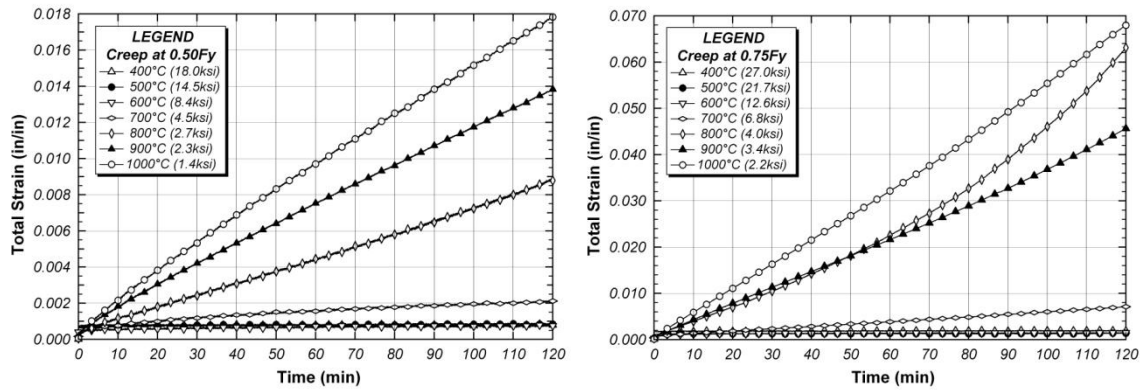 LEGEND
Creep at 0.50Fy
400°C (18.0ksi)
500°C (14.5ksi)
600°C (8.4ksi)
700°C (4.5ksi)
800°C (2.7ksi)
900°C (2.3ksi)
1000°C (1.4ksi)
Total Strain (in/in)
0.018
0.016
0.014
0.012
0.010
0.008
0.006
0.004
0.002
0.000
0 10 20 30 40 50 60 70 80 90 100 110 120
Time (min)
LEGEND
Creep at 0.75Fy
400°C (27.0ksi)
500°C (21.7ksi)
600°C (12.6ksi)
700°C (6.8ksi)
800°C (4.0ksi)
900°C (3.4ksi)
1000°C (2.2ksi)
Total Strain (in/in)
0.070
0.060
0.050
0.040
0.030
0.020
0.010
0.000
0 10 20 30 40 50 60 70 80 90 100 110 120
Time (min)